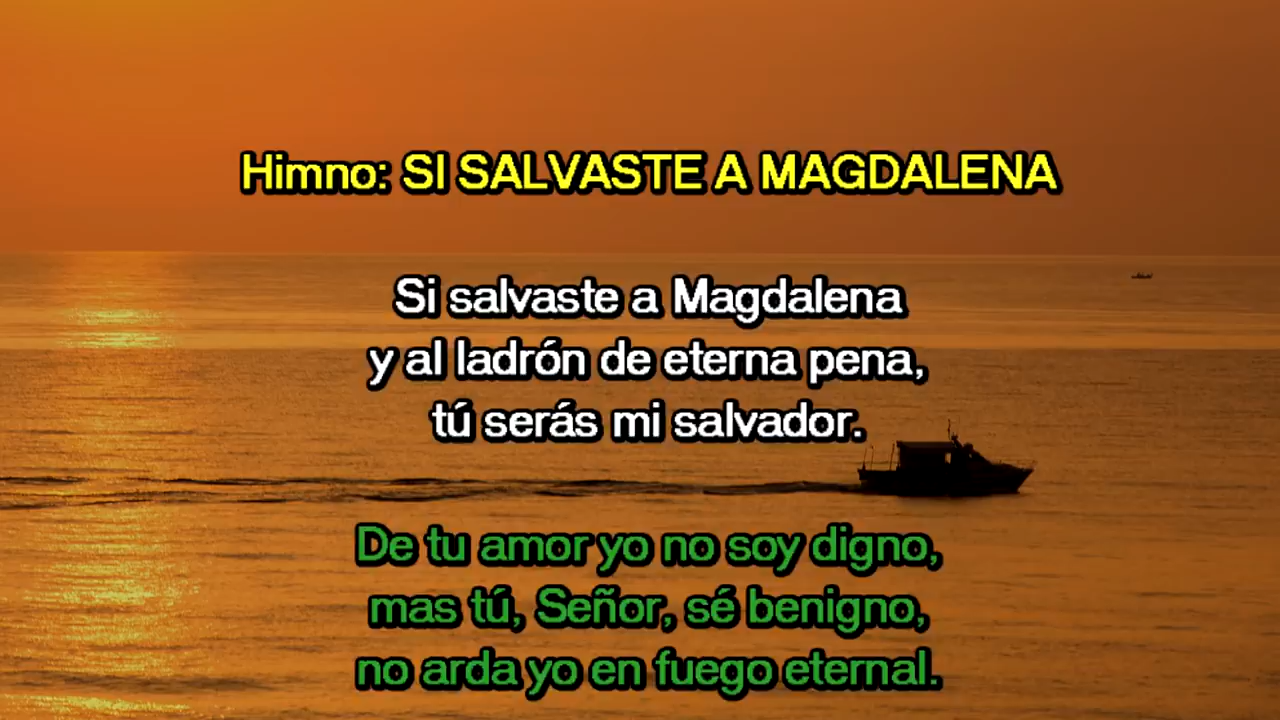 Himno: SI SALVASTE A MAGDALENA
Si salvaste a Magdalena
y al ladrón de eterna pena,
tú serás mi salvador.
De tu amor yo no soy digno,
mas tú, Señor, sé benigno,
no arda yo en fuego eternal.